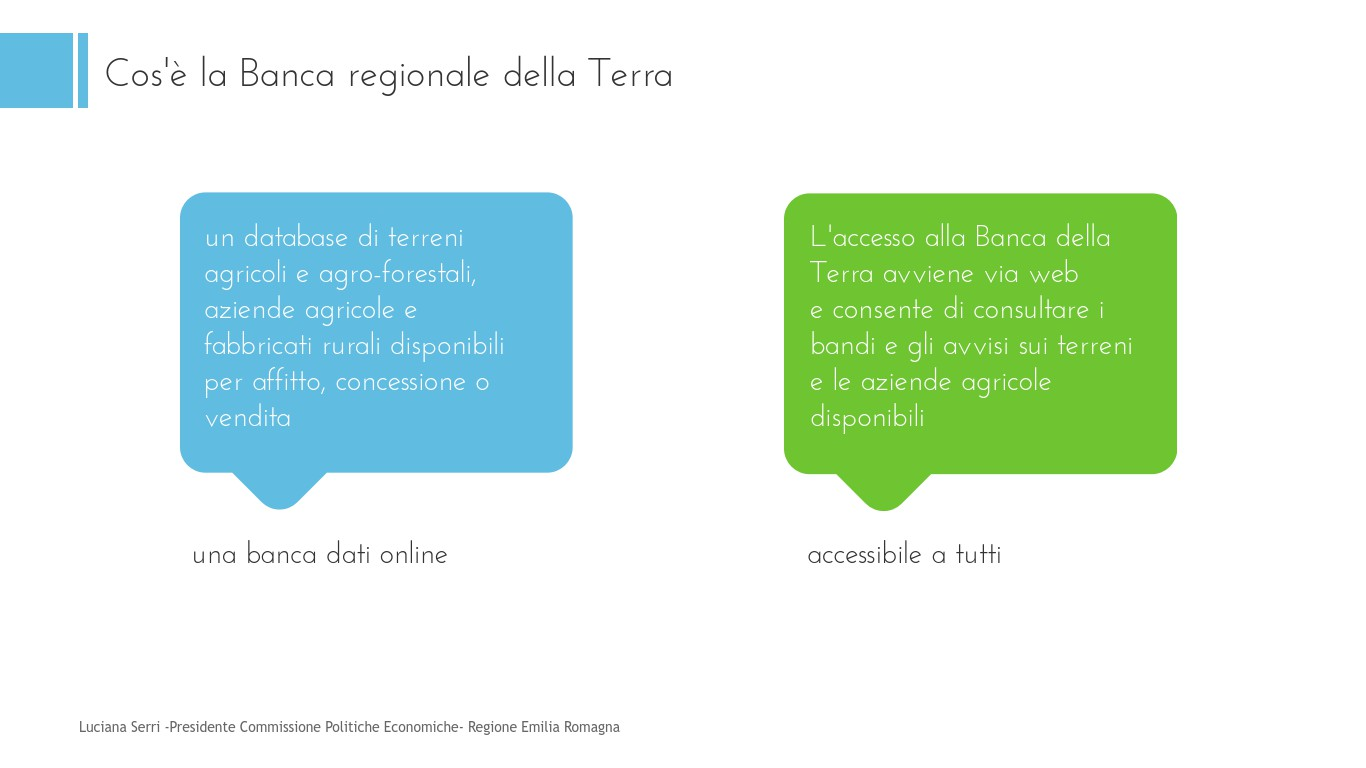 Cos'è la Banca regionale della Terra
un database di terreni
agricoli e agro-forestali,
aziende agricole e
fabbricati rurali disponibili
per affitto, concessione o
vendita
una banca dati online
L'accesso alla Banca della
Terra avviene via web
e consente di consultare i
bandi e gli avvisi sui terreni
e le aziende agricole
disponibili
accessibile a tutti
Luciana Serri -Presidente Commissione Politiche Economiche- Regione Emilia Romagna